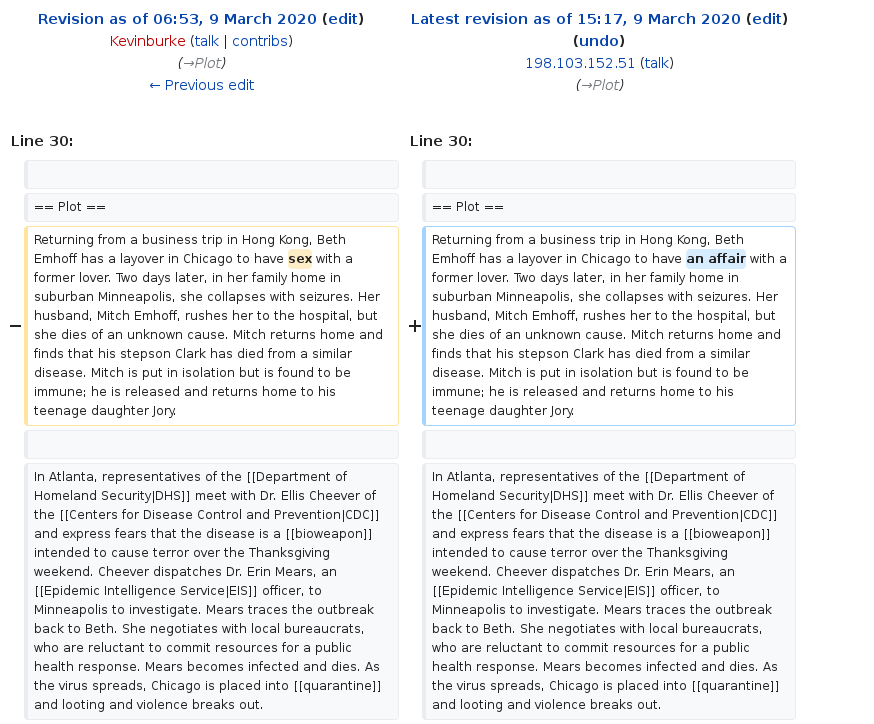 Revision as of 06:53, 9 March 2020 (edit)
Kevinburke (talk | contribs)
(→Plot)
← Previous edit
Latest revision as of 15:17, 9 March 2020 (edit)
(undo)
198.103.152.51 (talk)
(→Plot)
Line 30:
Line 30:
== Plot ==
== Plot ==
−
Returning from a business trip in Hong Kong, Beth
Emhoff has a layover in Chicago to have sex with a
former lover. Two days later, in her family home in
suburban Minneapolis, she collapses with seizures. Her
husband, Mitch Emhoff, rushes her to the hospital, but
she dies of an unknown cause. Mitch returns home and
finds that his stepson Clark has died from a similar
disease. Mitch is put in isolation but is found to be
immune; he is released and returns home to his
teenage daughter Jory.
+
Returning from a business trip in Hong Kong, Beth
Emhoff has a layover in Chicago to have an affair with a
former lover. Two days later, in her family home in
suburban Minneapolis, she collapses with seizures. Her
husband, Mitch Emhoff, rushes her to the hospital, but
she dies of an unknown cause. Mitch returns home and
finds that his stepson Clark has died from a similar
disease. Mitch is put in isolation but is found to be
immune; he is released and returns home to his
teenage daughter Jory.
In Atlanta, representatives of the [[Department of
Homeland Security|DHS]] meet with Dr. Ellis Cheever of
the [[Centers for Disease Control and Prevention|CDC]]
and express fears that the disease is a [[bioweapon]]
intended to cause terror over the Thanksgiving
weekend. Cheever dispatches Dr. Erin Mears, an
[[Epidemic Intelligence Service|EIS]] officer, to
Minneapolis to investigate. Mears traces the outbreak
back to Beth. She negotiates with local bureaucrats,
who are reluctant to commit resources for a public
health response. Mears becomes infected and dies. As
the virus spreads, Chicago is placed into [[quarantine]]
and looting and violence breaks out.
In Atlanta, representatives of the [[Department of
Homeland Security|DHS]] meet with Dr. Ellis Cheever of
the [[Centers for Disease Control and Prevention|CDC]]
and express fears that the disease is a [[bioweapon]]
intended to cause terror over the Thanksgiving
weekend. Cheever dispatches Dr. Erin Mears, an
[[Epidemic Intelligence Service|EIS]] officer, to
Minneapolis to investigate. Mears traces the outbreak
back to Beth. She negotiates with local bureaucrats,
who are reluctant to commit resources for a public
health response. Mears becomes infected and dies. As
the virus spreads, Chicago is placed into [[quarantine]]
and looting and violence breaks out.